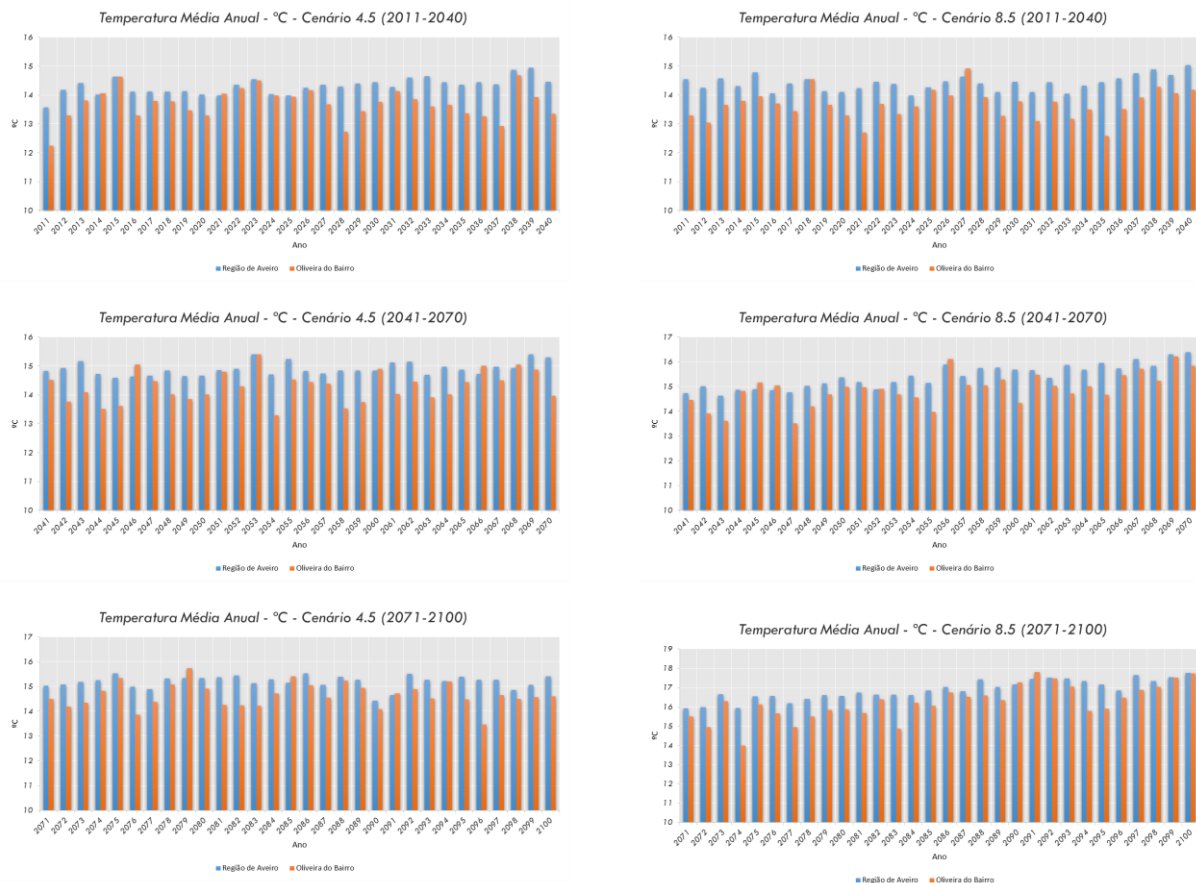 Temperatura Média Anual - ºC - Cenário 4.5 (2011-2040)
16
15
14
13
12
11
10
ºC
2011 2012 2013 2014 2015 2016 2017 2018 2019 2020 2021 2022 2023 2024 2025 2026 2027 2028 2029 2030 2031 2032 2033 2034 2035 2036 2037 2038 2039 2040
Ano
Região de Aveiro Oliveira do Bairro
Temperatura Média Anual - ºC - Cenário 8.5 (2011-2040)
16
15
14
13
12
11
10
ºC
2011 2012 2013 2014 2015 2016 2017 2018 2019 2020 2021 2022 2023 2024 2025 2026 2027 2028 2029 2030 2031 2032 2033 2034 2035 2036 2037 2038 2039 2040
Ano
Região de Aveiro Oliveira do Bairro
Temperatura Média Anual - ºC - Cenário 4.5 (2041-2070)
16
15
14
13
12
11
10
ºC
2041 2042 2043 2044 2045 2046 2047 2048 2049 2050 2051 2052 2053 2054 2055 2056 2057 2058 2059 2060 2061 2062 2063 2064 2065 2066 2067 2068 2069 2070
Ano
Região de Aveiro Oliveira do Bairro
Temperatura Média Anual - ºC - Cenário 8.5 (2041-2070)
17
16
15
14
13
12
11
10
ºC
2041 2042 2043 2044 2045 2046 2047 2048 2049 2050 2051 2052 2053 2054 2055 2056 2057 2058 2059 2060 2061 2062 2063 2064 2065 2066 2067 2068 2069 2070
Ano
Região de Aveiro Oliveira do Bairro
Temperatura Média Anual - ºC - Cenário 4.5 (2071-2100)
17
16
15
14
13
12
11
10
ºC
2071 2072 2073 2074 2075 2076 2077 2078 2079 2080 2081 2082 2083 2084 2085 2086 2087 2088 2089 2090 2091 2092 2093 2094 2095 2096 2097 2098 2099 2100
Ano
Região de Aveiro Oliveira do Bairro
Temperatura Média Anual - ºC - Cenário 8.5 (2071-2100)
19
18
17
16
15
14
13
12
11
10
ºC
2071 2072 2073 2074 2075 2076 2077 2078 2079 2080 2081 2082 2083 2084 2085 2086 2087 2088 2089 2090 2091 2092 2093 2094 2095 2096 2097 2098 2099 2100
Ano
Região de Aveiro Oliveira do Bairro